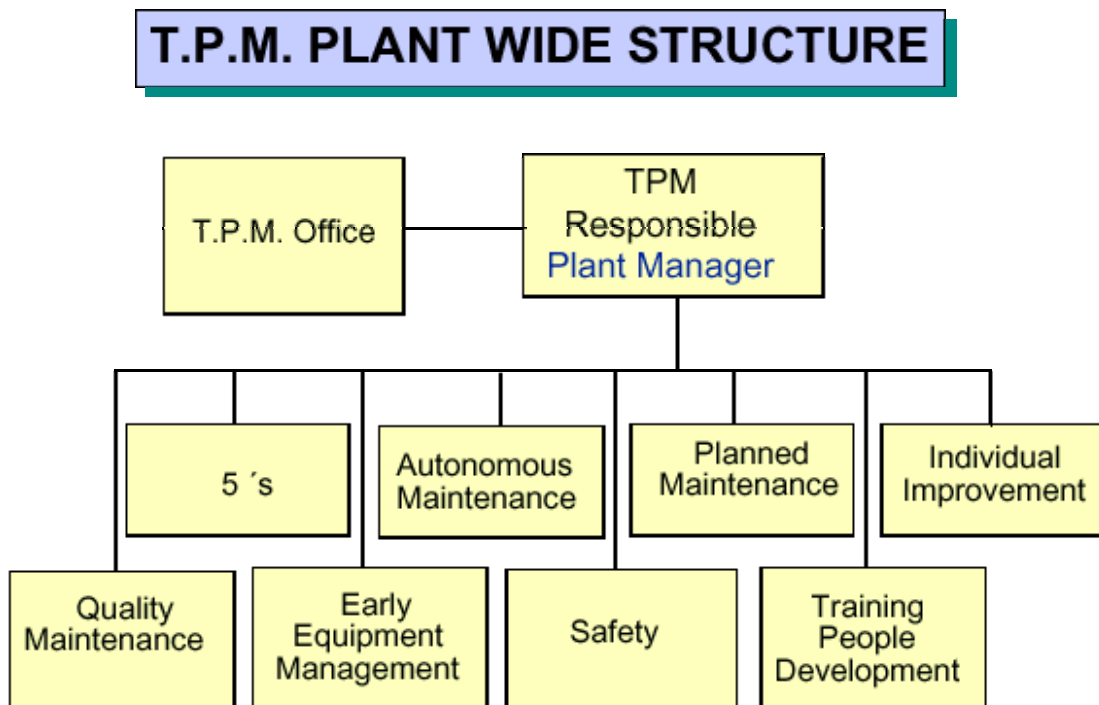 T.P.M. PLANT WIDE STRUCTURE
T.P.M. Office
TPM
Responsible
Plant Manager
5 ´s
Autonomous
Maintenance
Planned
Maintenance
Individual
Improvement
Quality
Maintenance
Early
Equipment
Management
Safety
Training
People
Development